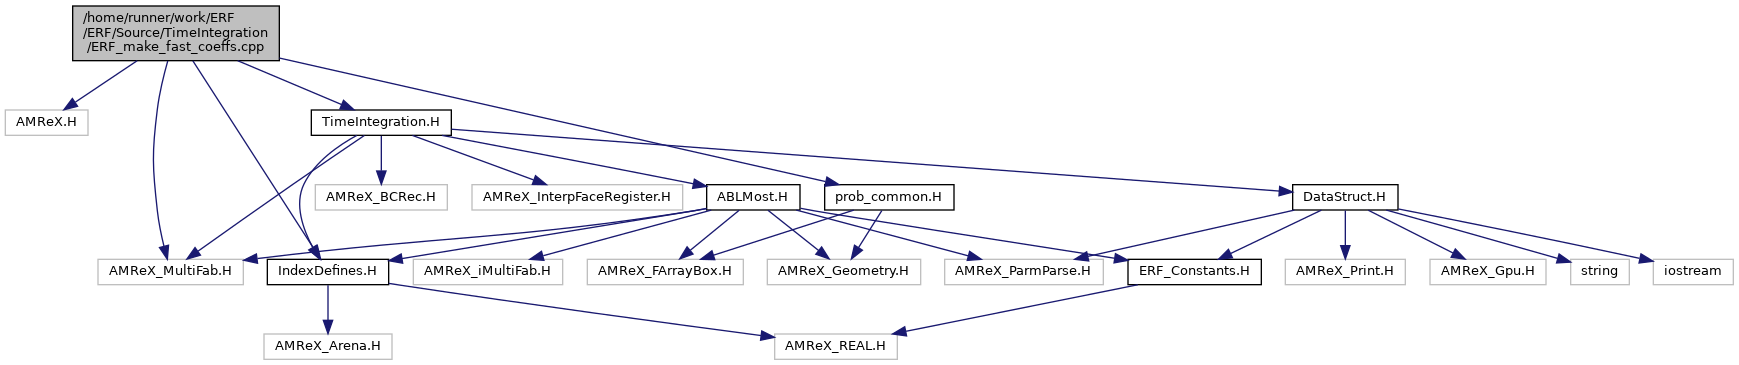 /home/runner/work/ERF
/ERF/Source/TimeIntegration
/ERF_make_fast_coeffs.cpp
AMReX.H
TimeIntegration.H
AMReX_BCRec.H
AMReX_InterpFaceRegister.H
ABLMost.H
prob_common.H
DataStruct.H
AMReX_MultiFab.H
IndexDefines.H
AMReX_iMultiFab.H
AMReX_FArrayBox.H
AMReX_Geometry.H
AMReX_ParmParse.H
ERF_Constants.H
AMReX_Print.H
AMReX_Gpu.H
string
iostream
AMReX_Arena.H
AMReX_REAL.H